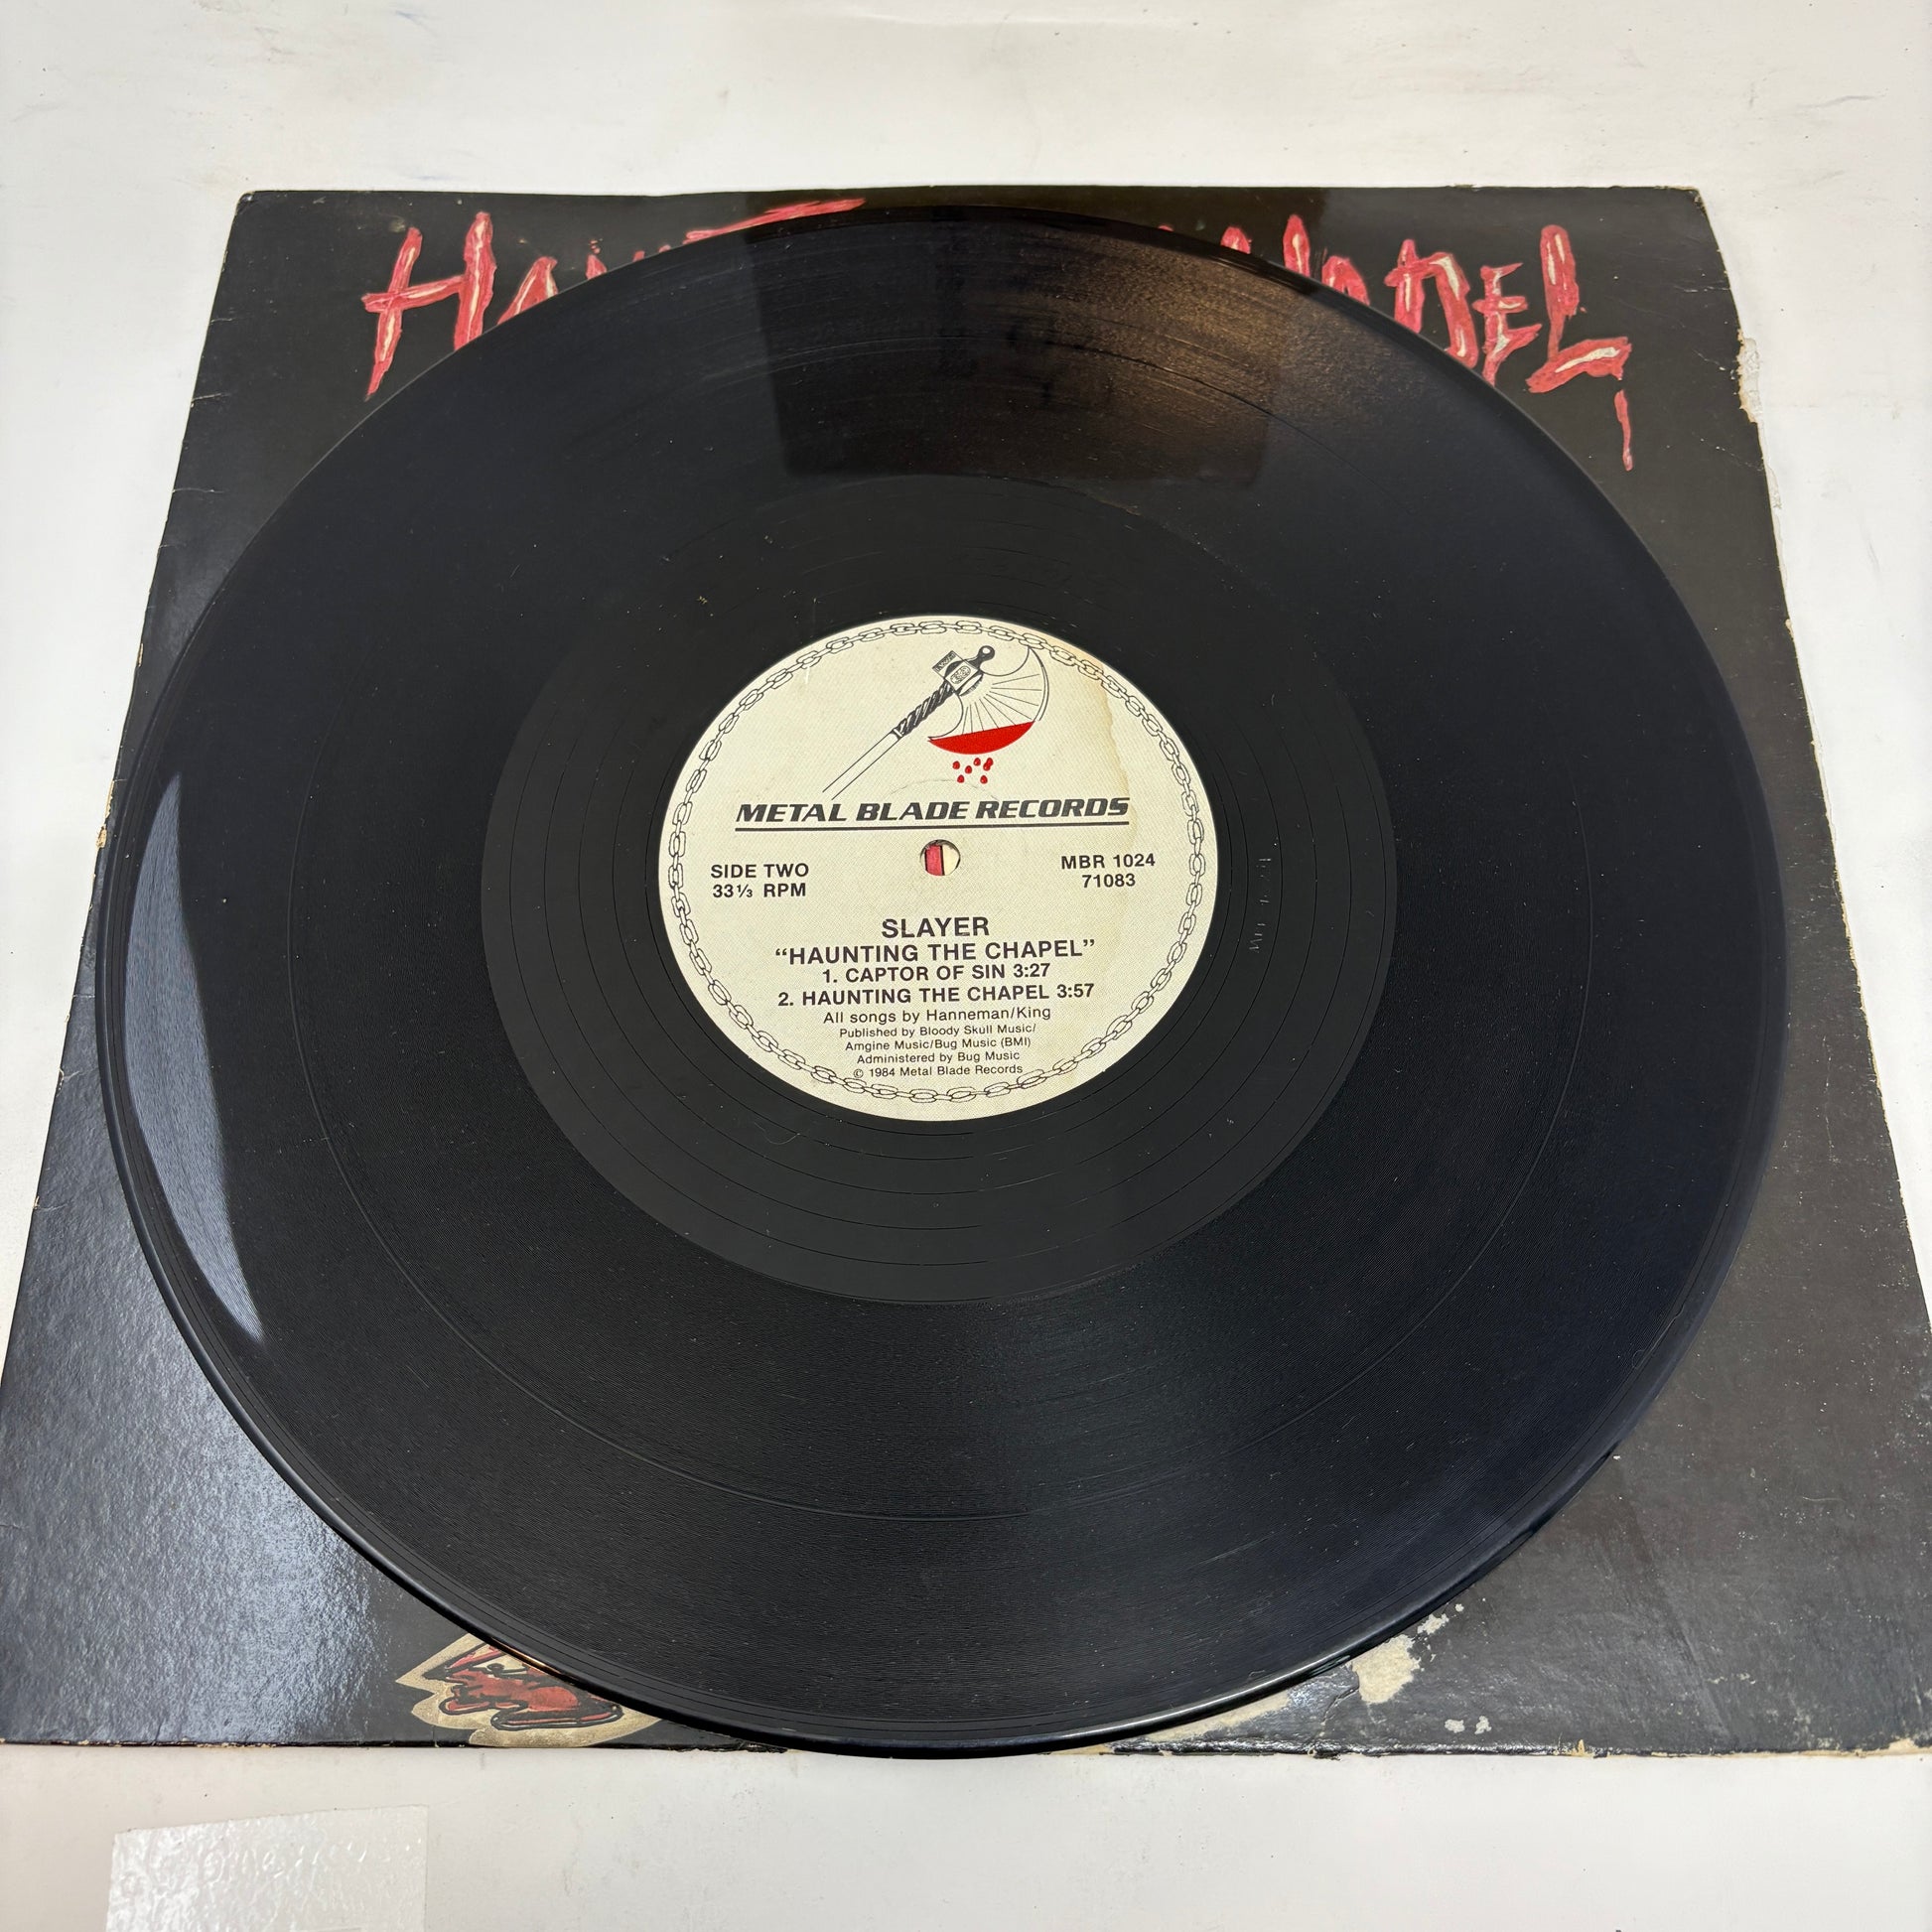 METAL BLADE RECORDS
SIDE TWO
33⅓ RPM
MBR 1024
71083
SLAYER
“HAUNTING THE CHAPEL”
1. CAPTOR OF SIN 3:27
2. HAUNTING THE CHAPEL 3:57
All songs by Hanneman/King
Published by Bloody Skull Music/
Amgine Music/Bug Music (BMI)
Administered by Bug Music
© 1984 Metal Blade Records